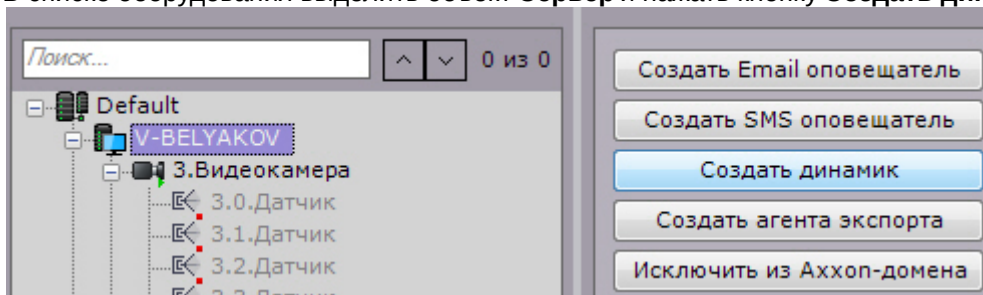 Поиск...
0 из 0
Default
V-BELYAKOV
3.Видеокамера
3.0.Датчик
3.1.Датчик
3.2.Датчик
Создать Email оповещатель
Создать SMS оповещатель
Создать динамик
Создать агента экспорта
Исключить из Axxon-домена